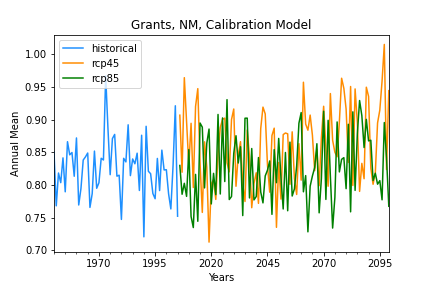 Grants, NM, Calibration Model
historical
rcp45
rcp85
Annual Mean
1.00
0.95
0.90
0.85
0.80
0.75
0.70
1970
1995
2020
2045
2070
2095
Years